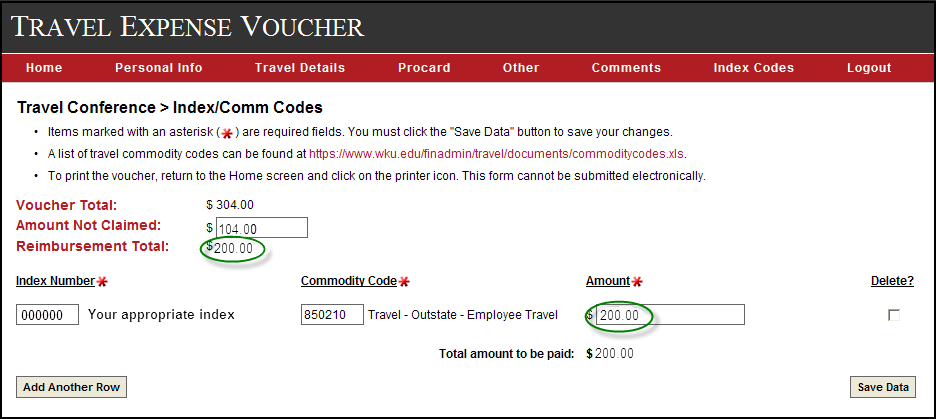 TRAVEL EXPENSE VOUCHER
Home Personal Info Travel Details Procard Other Comments Index Codes Logout
Travel Conference > Index/Comm Codes
• Items marked with an asterisk (*) are required fields. You must click the "Save Data" button to save your changes.
• A list of travel commodity codes can be found at https://www.wku.edu/finadmin/travel/documents/commoditycodes.xls.
• To print the voucher, return to the Home screen and click on the printer icon. This form cannot be submitted electronically.
Voucher Total: $ 304.00
Amount Not Claimed: $ 104.00
Reimbursement Total: $200.00
Index Number* Commodity Code* Amount* Delete?
000000 Your appropriate index 850210 Travel - Outstate - Employee Travel $ 200.00
Total amount to be paid: $ 200.00
Add Another Row Save Data